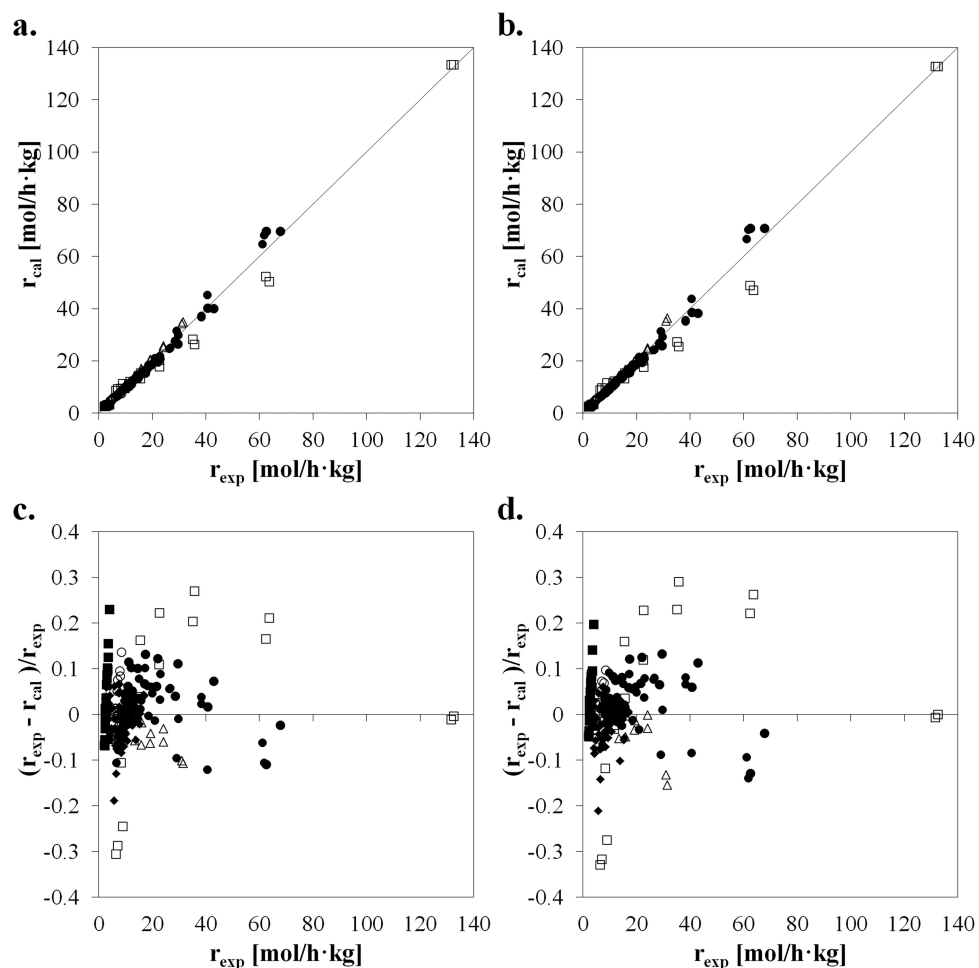 a.
b.
140
120
100
80
60
40
20
0
r_cal [mol/h·kg]
0 20 40 60 80 100 120 140
r_exp [mol/h·kg]
140
120
100
80
60
40
20
0
r_cal [mol/h·kg]
0 20 40 60 80 100 120 140
r_exp [mol/h·kg]
c.
d.
0.4
0.3
0.2
0.1
0
-0.1
-0.2
-0.3
-0.4
(r_exp - r_cal)/r_exp
0 20 40 60 80 100 120 140
r_exp [mol/h·kg]
0.4
0.3
0.2
0.1
0
-0.1
-0.2
-0.3
-0.4
(r_exp - r_cal)/r_exp
0 20 40 60 80 100 120 140
r_exp [mol/h·kg]